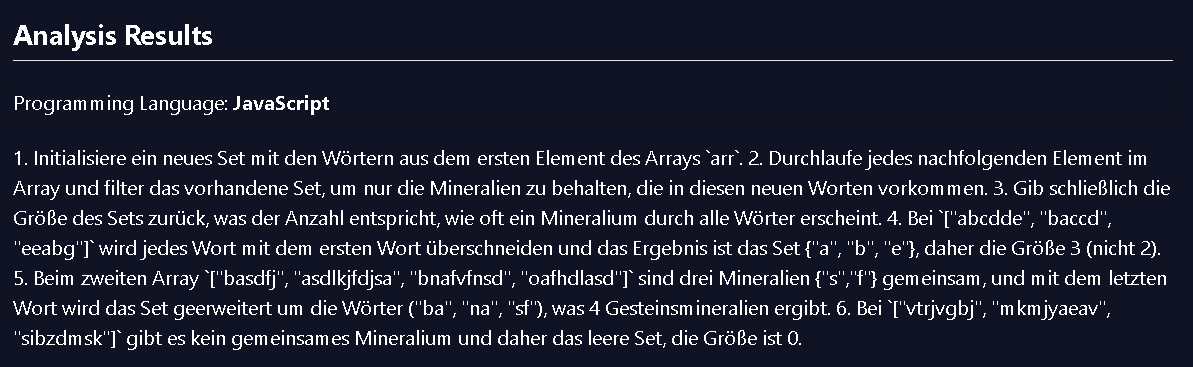 Analysis Results
Programming Language: JavaScript
1. Initialisiere ein neues Set mit den Wörtern aus dem ersten Element des Arrays `arr`. 2. Durchlaufe jedes nachfolgenden Element im
Array und filter das vorhandene Set, um nur die Mineralien zu behalten, die in diesen neuen Worten vorkommen. 3. Gib schließlich die
Größe des Sets zurück, was der Anzahl entspricht, wie oft ein Mineralium durch alle Wörter erscheint. 4. Bei `["abcdde", "baccd",
"eeabg"]` wird jedes Wort mit dem ersten Wort überschneiden und das Ergebnis ist das Set {"a", "b", "e"}, daher die Größe 3 (nicht 2).
5. Beim zweiten Array `["basdfj", "asdlkjfdjsa", "bnafvfnsd", "oafhdlasd"]` sind drei Mineralien {"s","f"} gemeinsam, und mit dem letzten
Wort wird das Set geerweitert um die Wörter ("ba", "na", "sf"), was 4 Gesteinsmineralien ergibt. 6. Bei `["vtrjvgbj", "mkmjyaeav",
"sibzdmsk"]` gibt es kein gemeinsames Mineralium und daher das leere Set, die Größe ist 0.